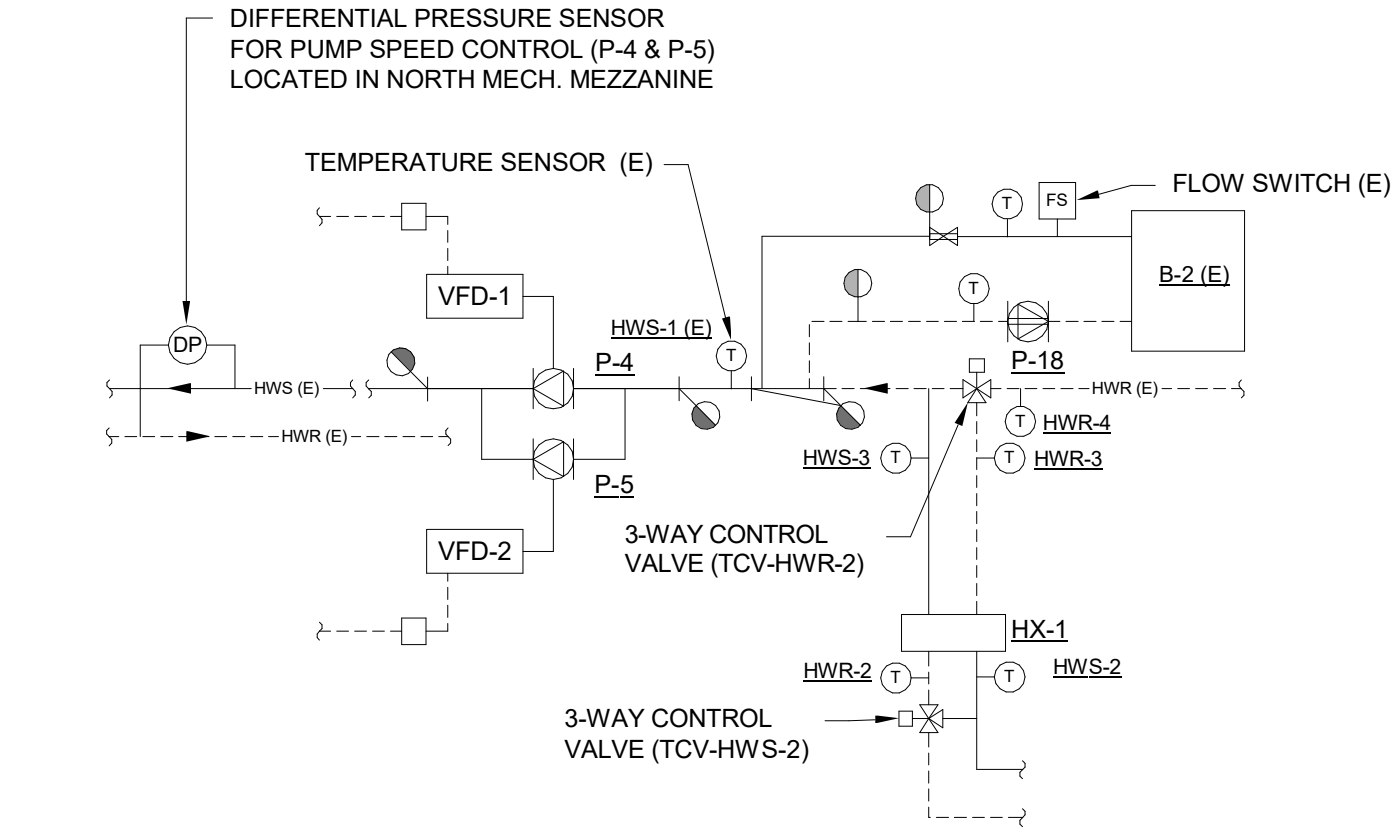 DIFFERENTIAL PRESSURE SENSOR
FOR PUMP SPEED CONTROL (P-4 & P-5)
LOCATED IN NORTH MECH. MEZZANINE
TEMPERATURE SENSOR (E)
FLOW SWITCH (E)
T
FS
B-2 (E)
VFD-1
T
HWS-1 (E)
P-18
DP
T
P-4
HWS (E)
HWR (E)
HWR (E)
T
HWR-4
HWS-3
T
T
HWR-3
P-5
3-WAY CONTROL
VALVE (TCV-HWR-2)
VFD-2
HX-1
HWR-2
T
T
HWS-2
3-WAY CONTROL
VALVE (TCV-HWS-2)